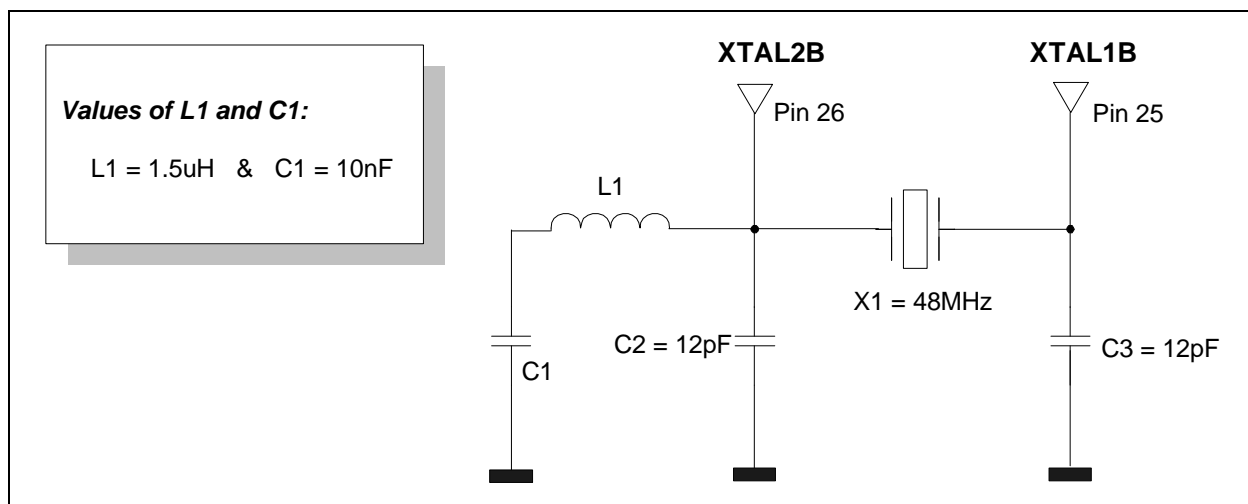 XTAL2B XTAL1B
Values of L1 and C1:
Pin 26 Pin 25
L1 = 1.5uH & C1 = 10nF
L1
X1 = 48MHz
C2 = 12pF
C3 = 12pF
C1